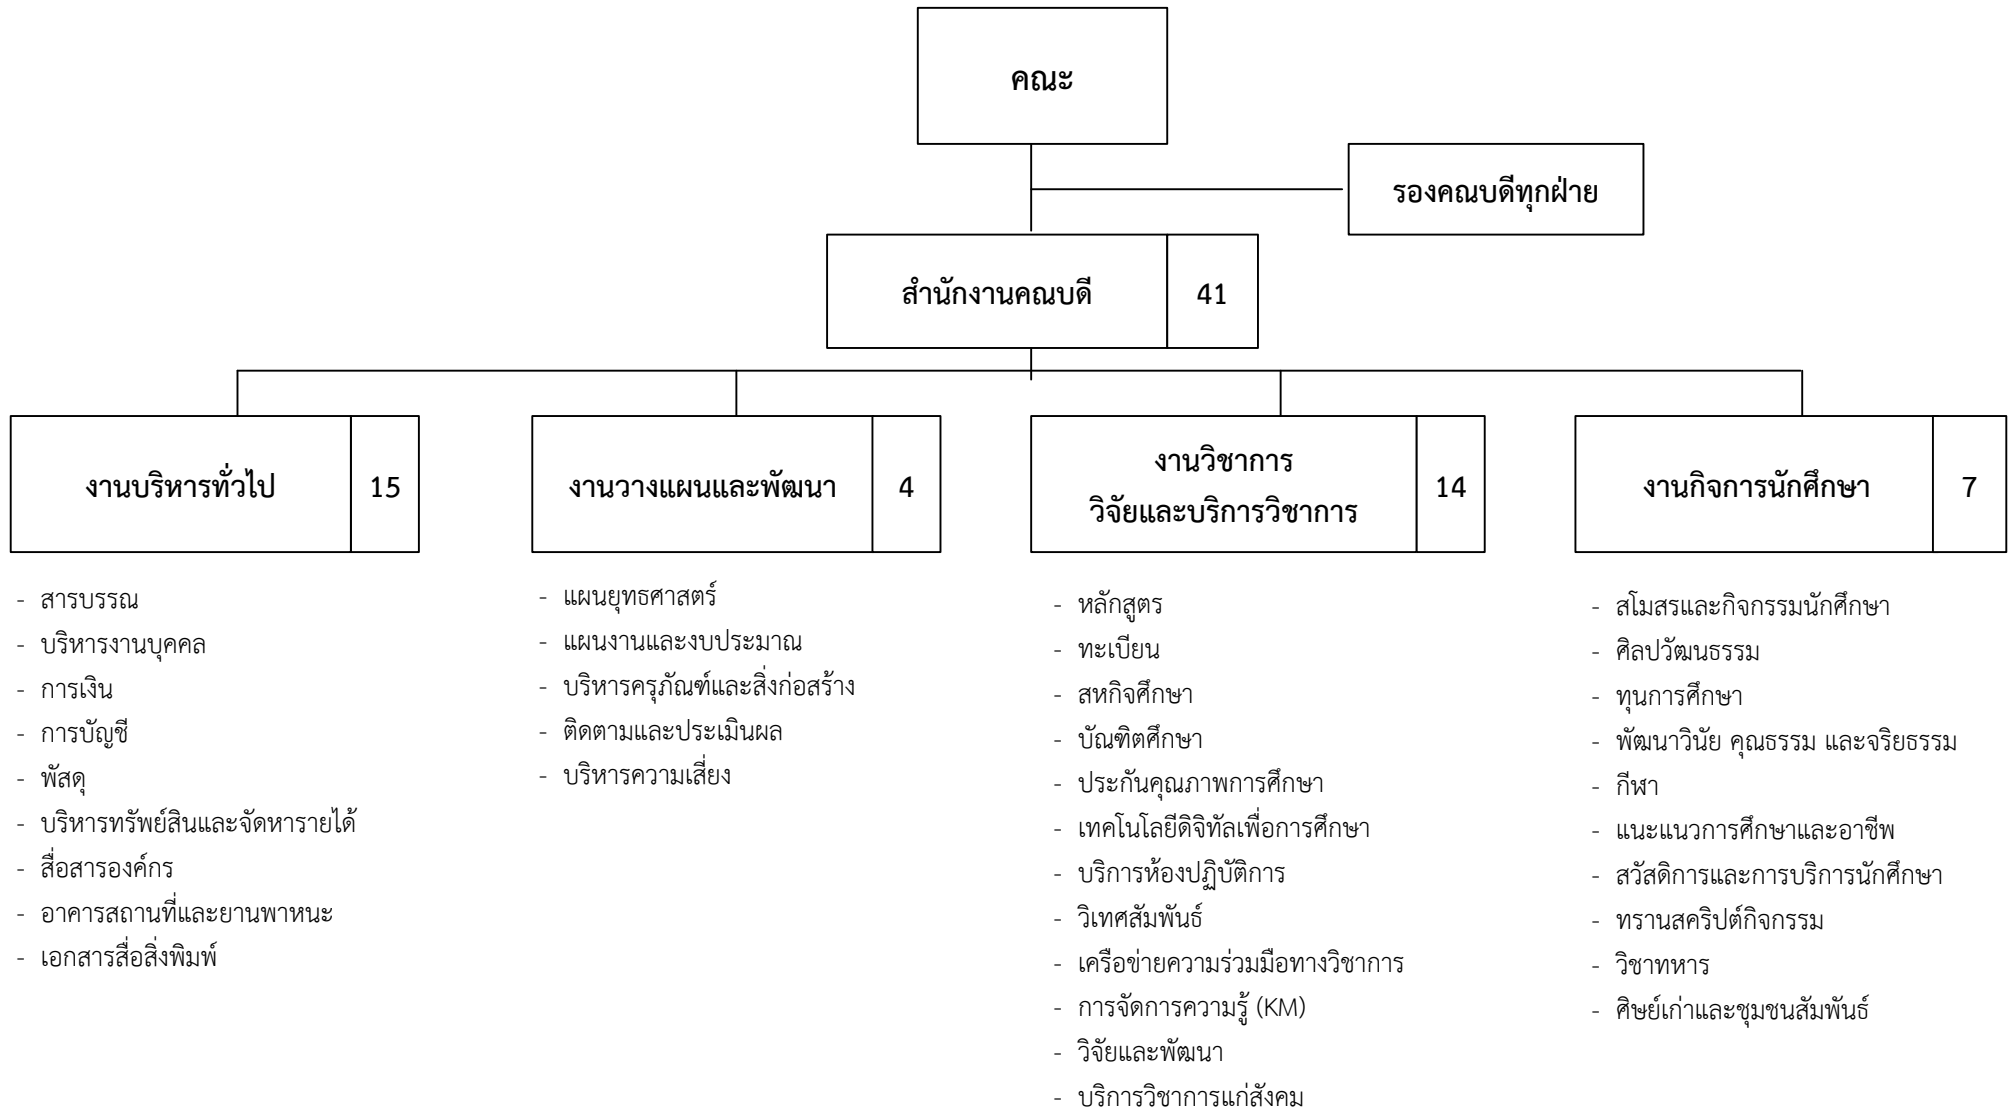 คณะ
รองคณบดีทุกฝ่าย
สำนักงานคณบดี 41
งานบริหารทั่วไป 15
- สารบรรณ
- บริหารงานบุคคล
- การเงิน
- การบัญชี
- พัสดุ
- บริหารทรัพย์สินและจัดหารายได้
- สื่อสารองค์กร
- อาคารสถานที่และยานพาหนะ
- เอกสารสื่อสิ่งพิมพ์
งานวางแผนและพัฒนา 4
- แผนยุทธศาสตร์
- แผนงานและงบประมาณ
- บริหารครุภัณฑ์และสิ่งก่อสร้าง
- ติดตามและประเมินผล
- บริหารความเสี่ยง
งานวิชาการ
วิจัยและบริการวิชาการ 14
- หลักสูตร
- ทะเบียน
- สหกิจศึกษา
- บัณฑิตศึกษา
- ประกันคุณภาพการศึกษา
- เทคโนโลยีดิจิทัลเพื่อการศึกษา
- บริการห้องปฏิบัติการ
- วิเทศสัมพันธ์
- เครือข่ายความร่วมมือทางวิชาการ
- การจัดการความรู้ (KM)
- วิจัยและพัฒนา
- บริการวิชาการแก่สังคม
งานกิจการนักศึกษา 7
- สโมสรและกิจกรรมนักศึกษา
- ศิลปวัฒนธรรม
- ทุนการศึกษา
- พัฒนาวินัย คุณธรรม และจริยธรรม
- กีฬา
- แนะแนวการศึกษาและอาชีพ
- สวัสดิการและการบริการนักศึกษา
- ทรานสคริปต์กิจกรรม
- วิชาทหาร
- ศิษย์เก่าและชุมชนสัมพันธ์